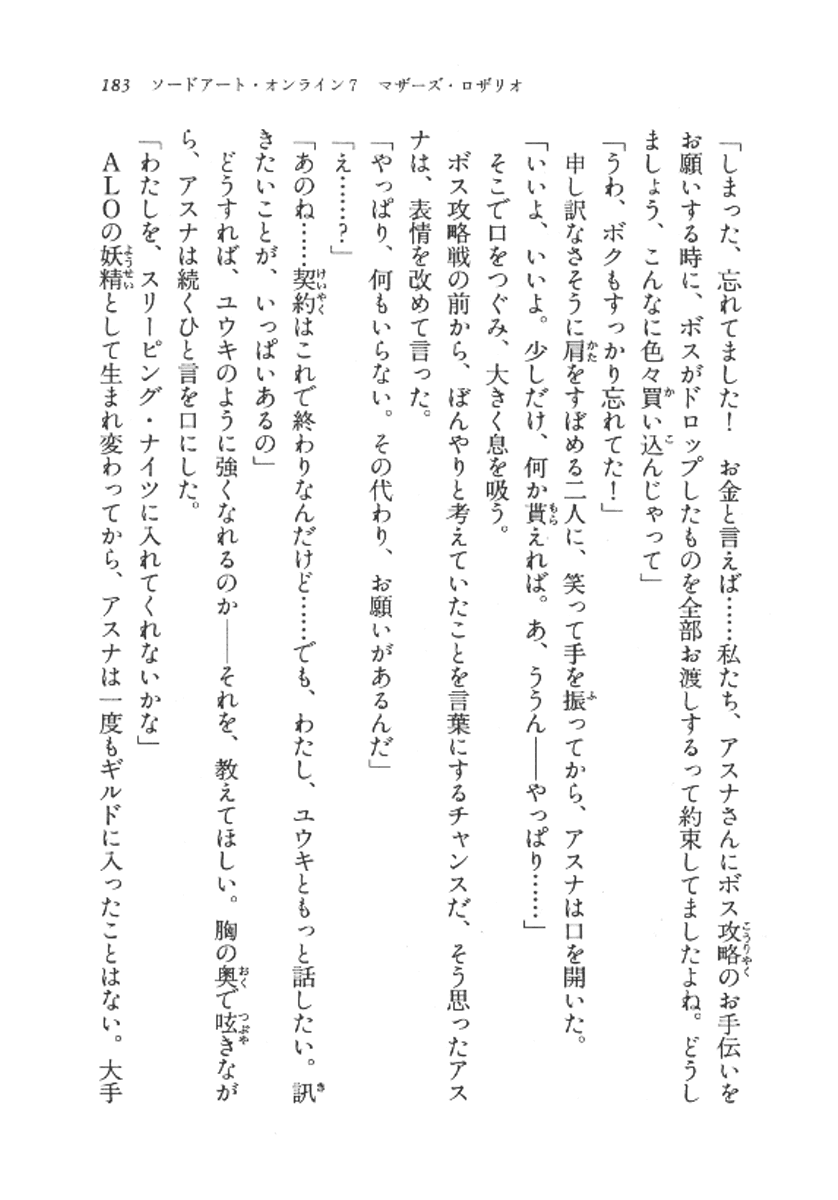 183 ソードアート・オンライン7 マザーズ・ロザリオ
「しまった、忘れてました! お金と言えば……私たち、アスナさんにボス攻略のお手伝いを
お願いする時に、ボスがドロップしたものを全部お渡しするって約束してましたよね。どうし
ましょう、こんなに色々買い込んじゃって」
「うわ、ボクもすっかり忘れてた!」
申し訳なさそうに肩をすぼめる二人に、笑って手を振ってから、アスナは口を開いた。
「いいよ、いいよ。少しだけ、何か貰えれば。あ、ううん――やっぱり……」
そこで口をつぐみ、大きく息を吸う。
ボス攻略戦の前から、ぼんやりと考えていたことを言葉にするチャンスだ、そう思ったアス
ナは、表情を改めて言った。
「やっぱり、何もいらない。その代わり、お願いがあるんだ」
「え……?」
「あのね……契約はこれで終わりなんだけど……でも、わたし、ユウキともっと話したい。訊
きたいことが、いっぱいあるの」
どうすれば、ユウキのように強くなれるのか――それを、教えてほしい。胸の奥で呟きなが
ら、アスナは続くひと言を口にした。
「わたしを、スリーピング・ナイツに入れてくれないかな」
ALOの妖精として生まれ変わってから、アスナは一度もギルドに入ったことはない。大手